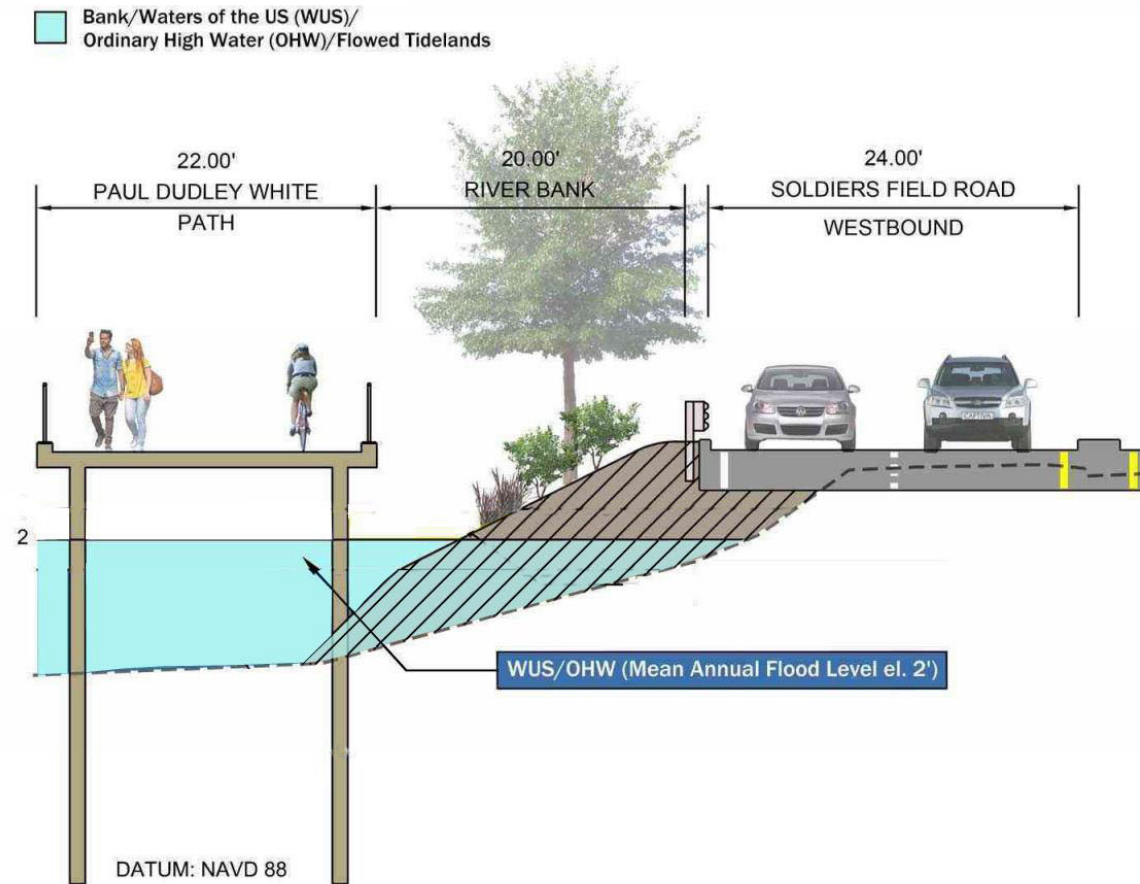 Bank/Waters of the US (WUS)/
Ordinary High Water (OHW)/Flowed Tidelands
22.00'
PAUL DUDLEY WHITE
PATH
20.00'
RIVER BANK
24.00'
SOLDIERS FIELD ROAD
WESTBOUND
CAPTIVA
2
WUS/OHW (Mean Annual Flood Level el. 2')
DATUM: NAVD 88